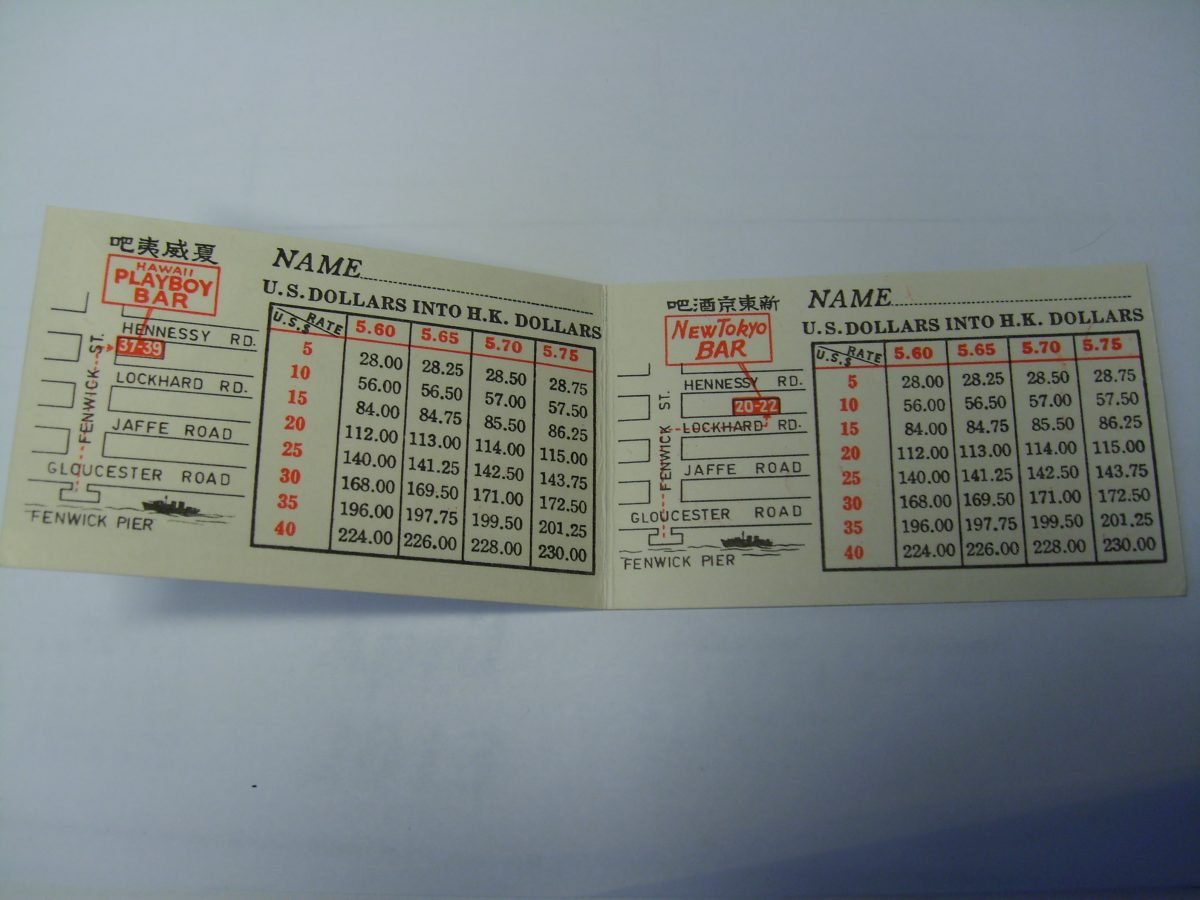 夏威夷吧
HAWAII
PLAYBOY
BAR
HENNESSY RD.
37-39
LOCKHARD RD.
JAFFE ROAD
GLOUCESTER ROAD
FENWICK ST.
FENWICK PIER
NAME
U.S. DOLLARS INTO H.K. DOLLARS
U.S.$ RATE 5.60 5.65 5.70 5.75
5 28.00 28.25 28.50 28.75
10 56.00 56.50 57.00 57.50
15 84.00 84.75 85.50 86.25
20 112.00 113.00 114.00 115.00
25 140.00 141.25 142.50 143.75
30 168.00 169.50 171.00 172.50
35 196.00 197.75 199.50 201.25
40 224.00 226.00 228.00 230.00
新東京酒吧
NEW TOKYO
BAR
HENNESSY RD.
20-22
LOCKHARD RD.
JAFFE ROAD
GLOUCESTER ROAD
FENWICK ST.
FENWICK PIER
NAME
U.S. DOLLARS INTO H.K. DOLLARS
U.S.$ RATE 5.60 5.65 5.70 5.75
5 28.00 28.25 28.50 28.75
10 56.00 56.50 57.00 57.50
15 84.00 84.75 85.50 86.25
20 112.00 113.00 114.00 115.00
25 140.00 141.25 142.50 143.75
30 168.00 169.50 171.00 172.50
35 196.00 197.75 199.50 201.25
40 224.00 226.00 228.00 230.00